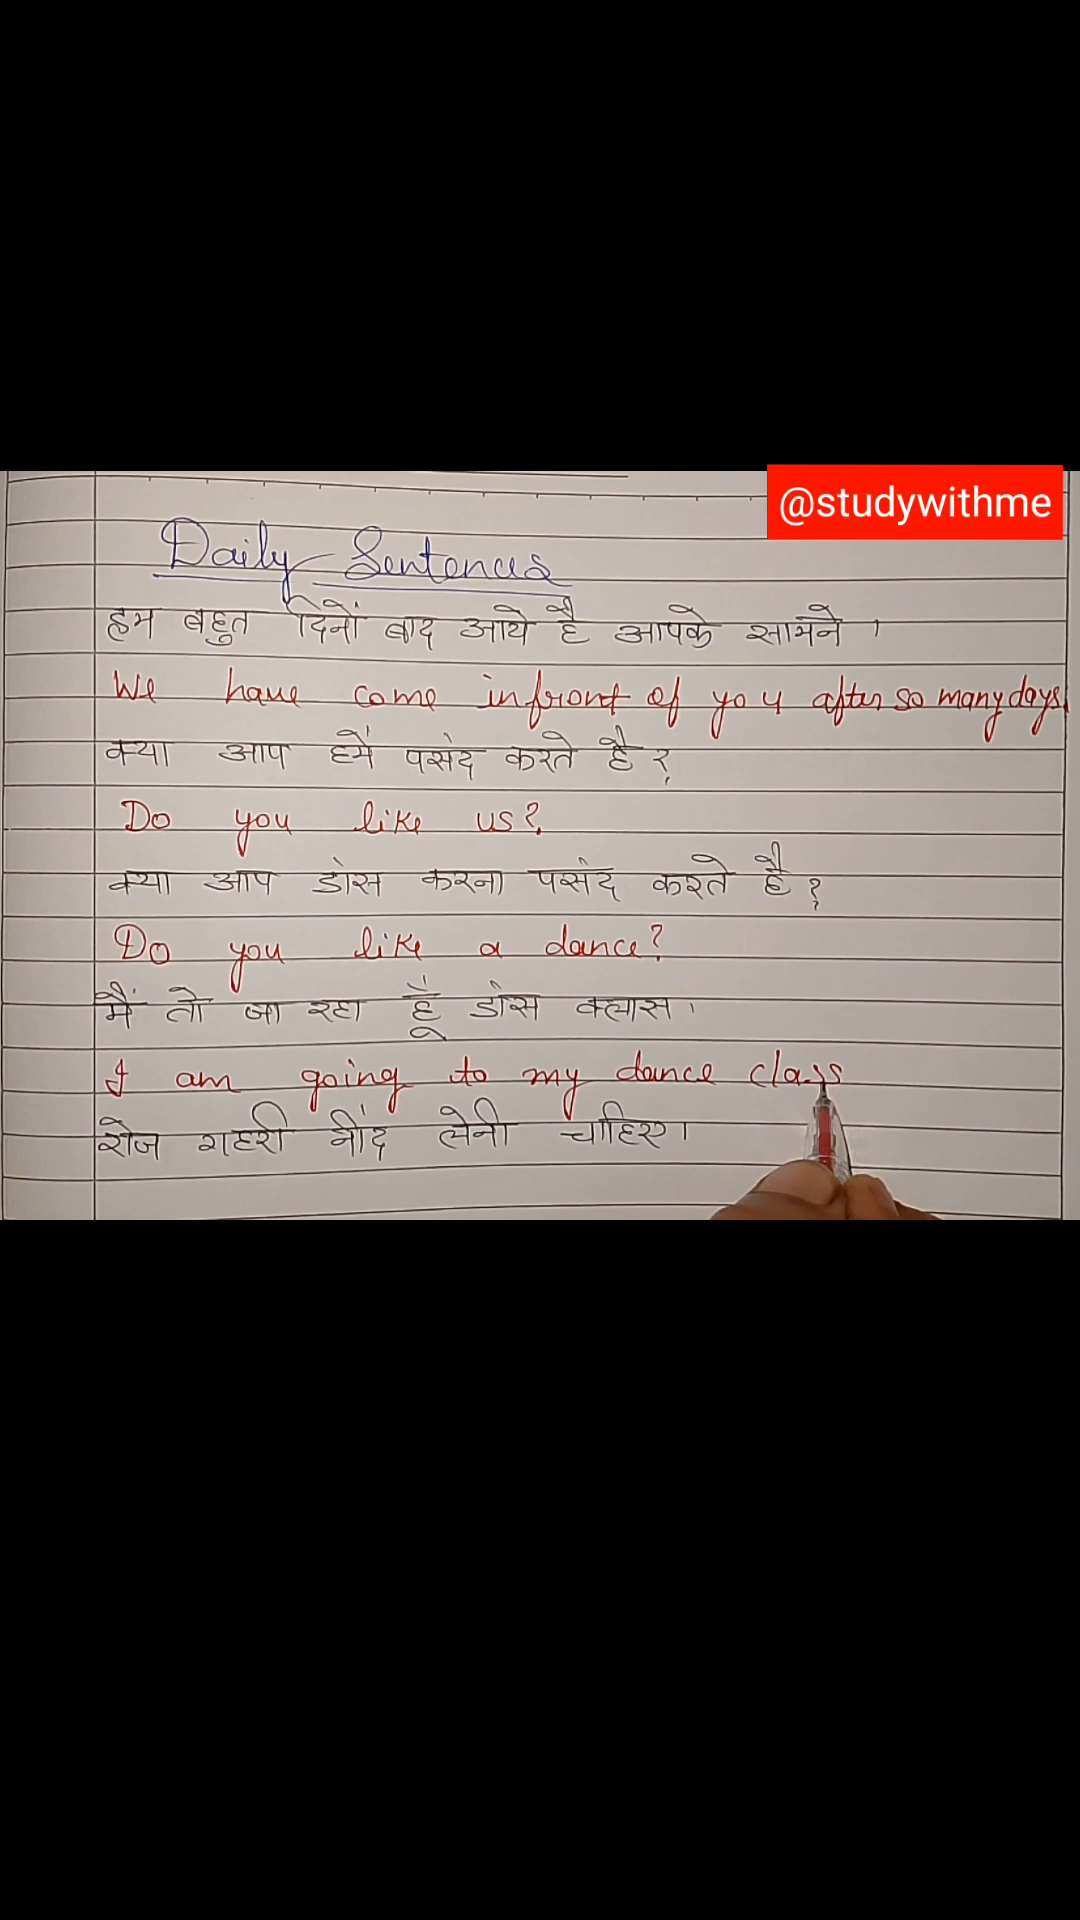 @studywithme
Daily Sentences
हम बहुत दिनों बाद आये है आपके सामने ।
We have come infront of you after so many days
क्या आप हमें पसंद करते है ?
Do you like us?
क्या आप डांस करना पसंद करते है ?
Do you like a dance?
मैं तो जा रहा हूँ डांस क्लास ।
I am going to my dance class
रोज गहरी नींद लेनी चाहिए ।